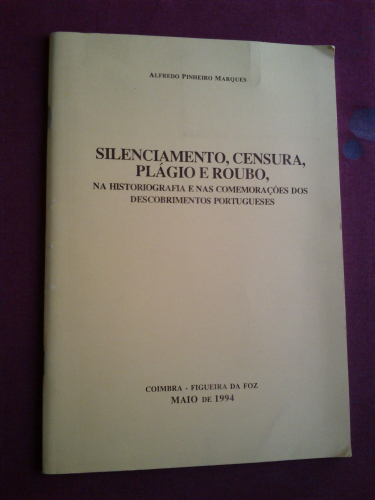 ALFREDO PINHEIRO MARQUES
SILENCIAMENTO, CENSURA,
PLÁGIO E ROUBO,
NA HISTORIOGRAFIA E NAS COMEMORAÇÕES DOS
DESCOBRIMENTOS PORTUGUESES
COIMBRA - FIGUEIRA DA FOZ
MAIO DE 1994